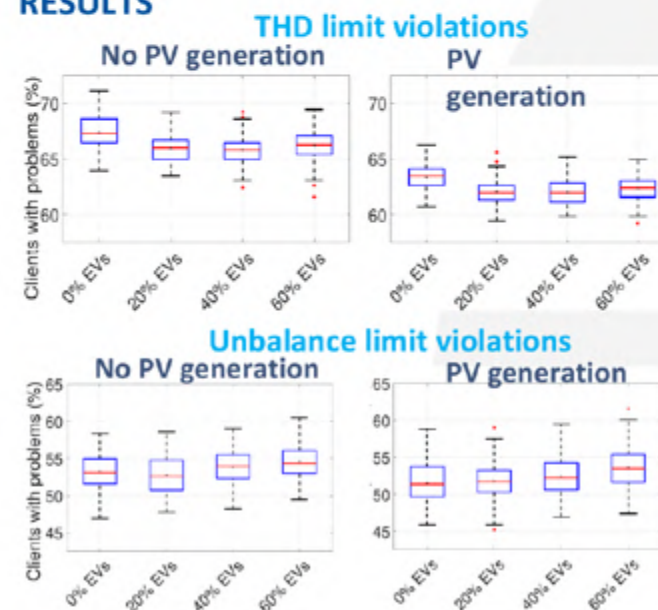 RESULTS
THD limit violations
No PV generation
PV
generation
Clients with problems (%)
70
65
60
0% EVs
20% EVs
40% EVs
60% EVs
70
65
60
0% EVs
20% EVs
40% EVs
60% EVs
Unbalance limit violations
No PV generation
PV generation
Clients with problems (%)
65
60
55
50
45
0% EVs
20% EVs
40% EVs
60% EVs
65
60
55
50
45
0% EVs
20% EVs
40% EVs
60% EVs